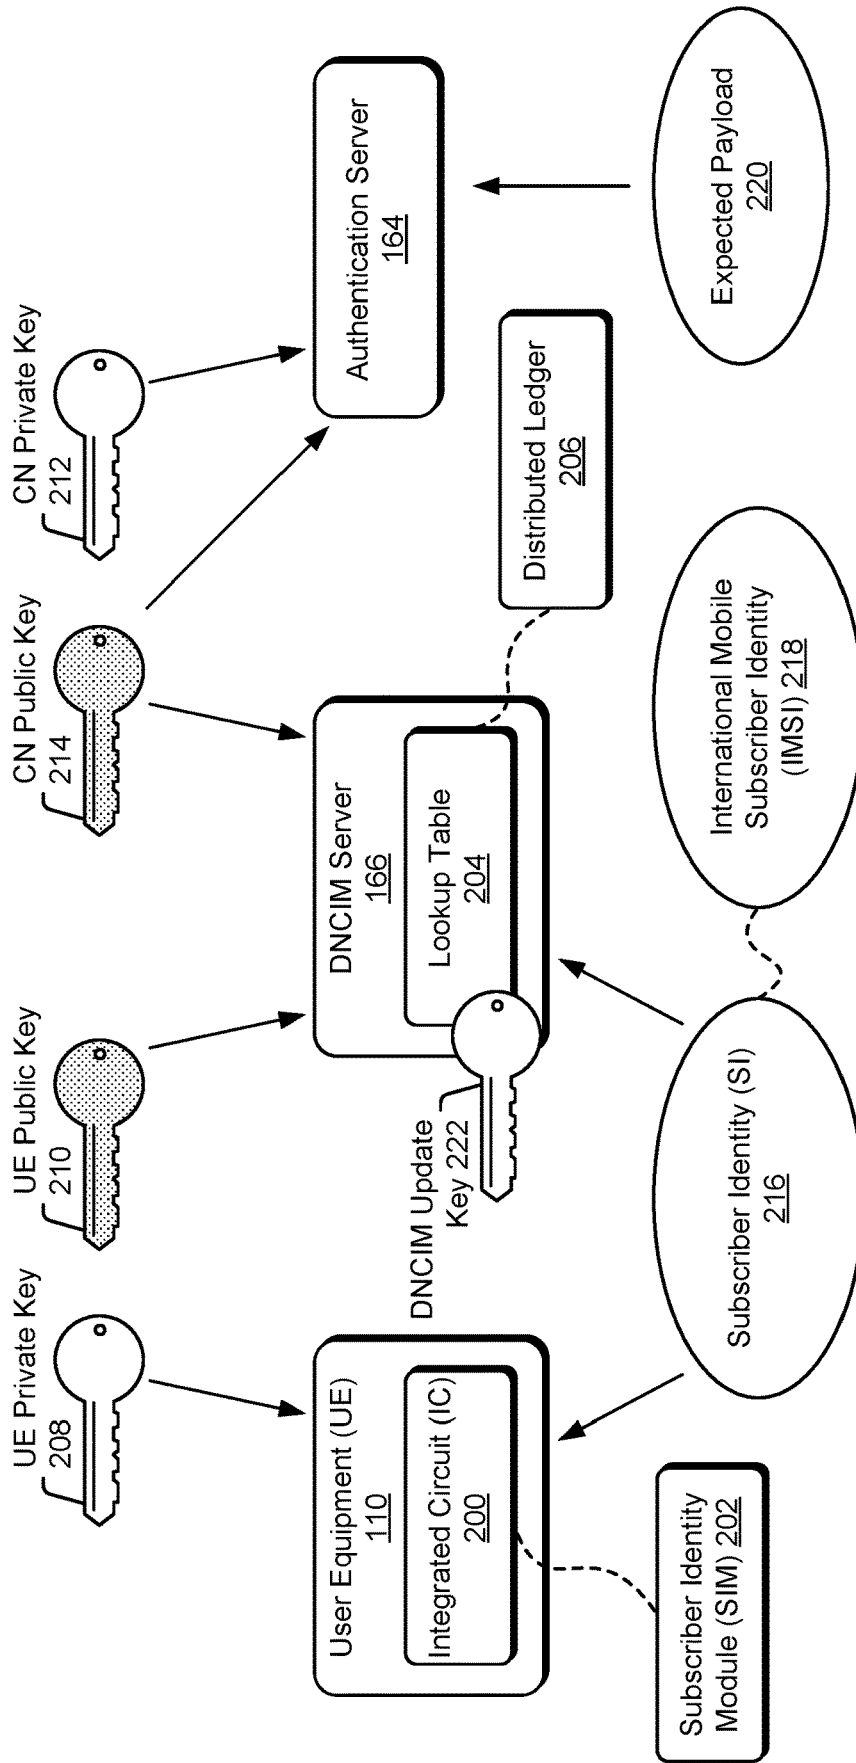 UE Private Key
208
UE Public Key
210
CN Public Key
214
CN Private Key
212
User Equipment (UE)
110
Integrated Circuit (IC)
200
DNCIM Update
Key 222
DNCIM Server
166
Lookup Table
204
Authentication Server
164
Distributed Ledger
206
Subscriber Identity
Module (SIM) 202
Subscriber Identity (SI)
216
International Mobile
Subscriber Identity
(IMSI) 218
Expected Payload
220